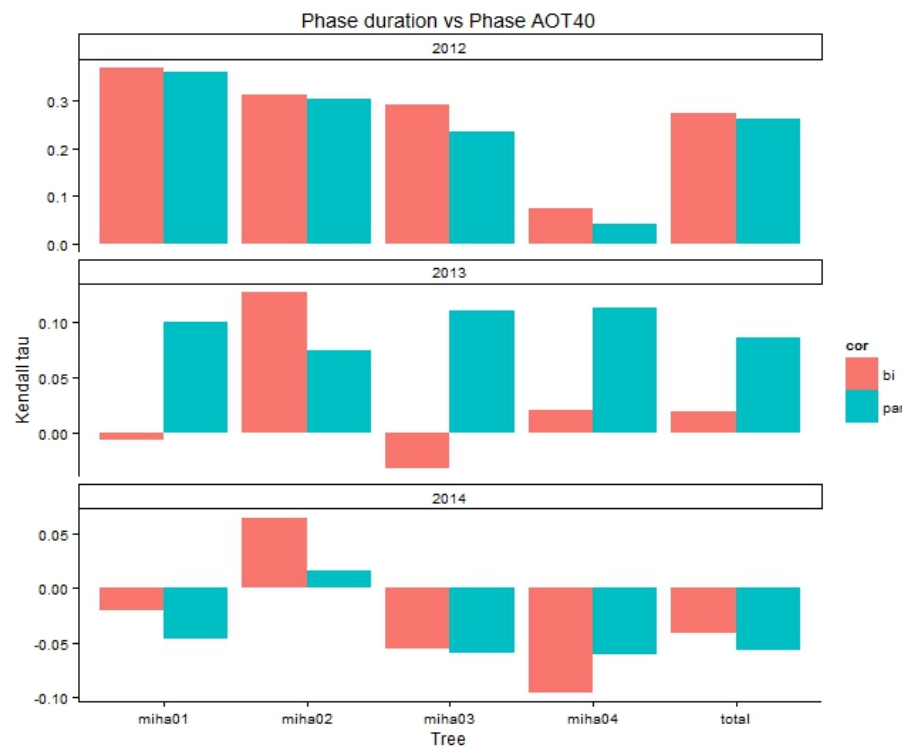 Phase duration vs Phase AOT40
2012
0.3
0.2
0.1
0.0
2013
0.10
0.05
0.00
2014
0.05
0.00
-0.05
-0.10
Kendall tau
miha01 miha02 miha03 miha04 total
Tree
cor
bi
par